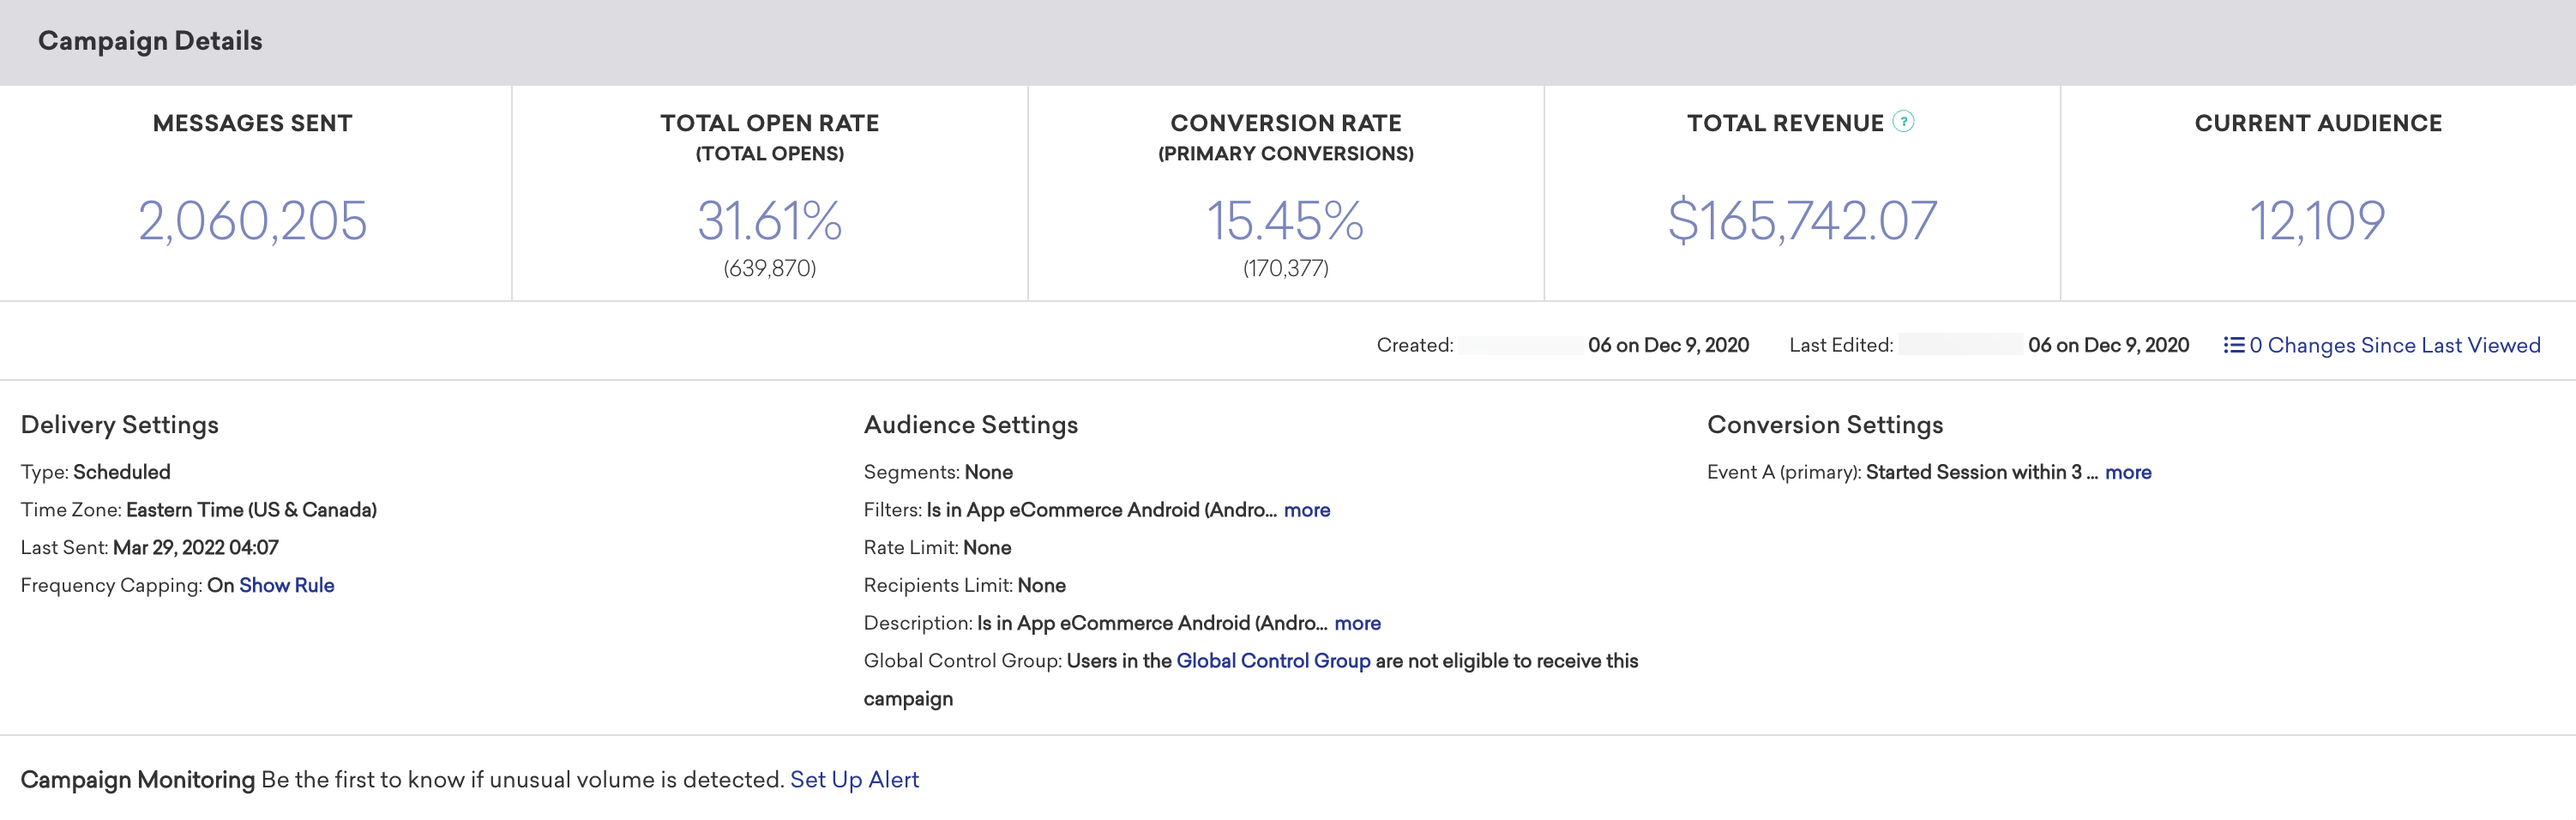 Campaign Details
MESSAGES SENT
2,060,205
TOTAL OPEN RATE
(TOTAL OPENS)
31.61%
(639,870)
CONVERSION RATE
(PRIMARY CONVERSIONS)
15.45%
(170,377)
TOTAL REVENUE ?
$165,742.07
CURRENT AUDIENCE
12,109
Created: 06 on Dec 9, 2020 Last Edited: 06 on Dec 9, 2020 0 Changes Since Last Viewed
Delivery Settings
Type: Scheduled
Time Zone: Eastern Time (US & Canada)
Last Sent: Mar 29, 2022 04:07
Frequency Capping: On Show Rule
Audience Settings
Segments: None
Filters: Is in App eCommerce Android (Andro... more
Rate Limit: None
Recipients Limit: None
Description: Is in App eCommerce Android (Andro... more
Global Control Group: Users in the Global Control Group are not eligible to receive this
campaign
Conversion Settings
Event A (primary): Started Session within 3 ... more
Campaign Monitoring Be the first to know if unusual volume is detected. Set Up Alert